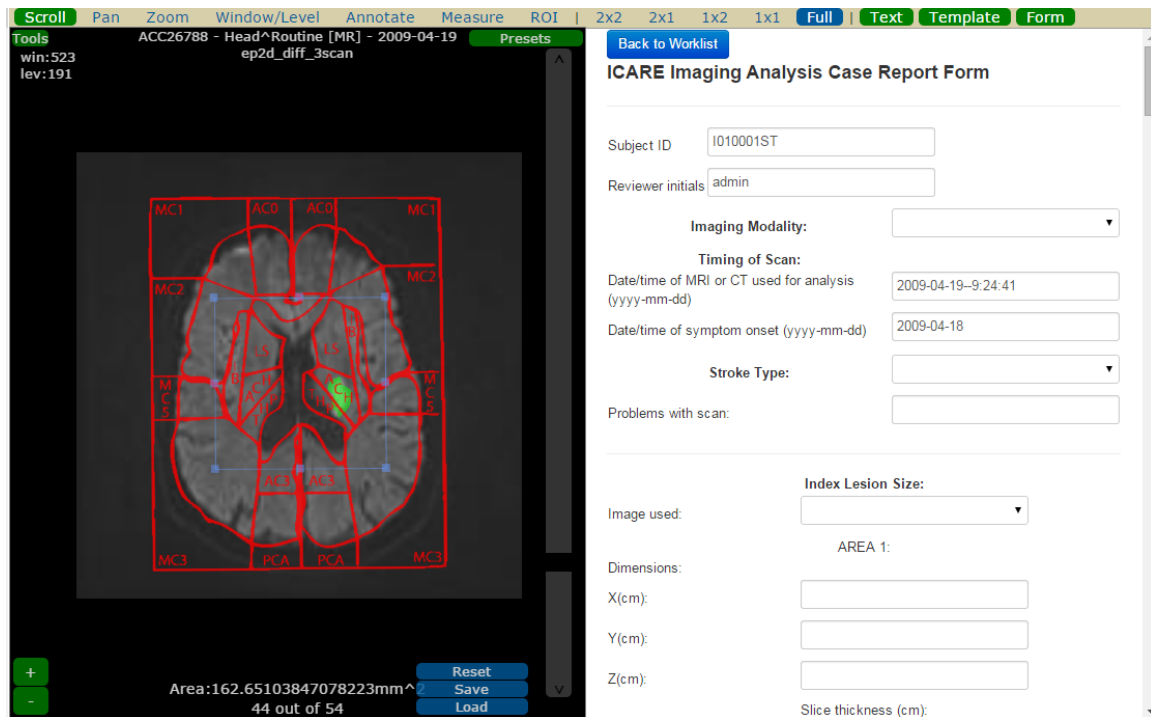 Scroll Pan Zoom Window/Level Annotate Measure ROI | 2x2 2x1 1x2 1x1 Full | Text Template Form
Tools
ACC26788 - Head^Routine [MR] - 2009-04-19
Presets
win:523
ep2d_diff_3scan
lev:191
MC1 AC0 AC0 MC1
MC2 MC2
LS LS
MCS MCS
AC3 AC3
MC3 PCA PCA MC3
+
-
Area:162.65103847078223mm^2
44 out of 54
Reset
Save
Load
Back to Worklist
ICARE Imaging Analysis Case Report Form
Subject ID I010001ST
Reviewer initials admin
Imaging Modality:
Timing of Scan:
Date/time of MRI or CT used for analysis
(yyyy-mm-dd)
2009-04-19--9:24:41
Date/time of symptom onset (yyyy-mm-dd) 2009-04-18
Stroke Type:
Problems with scan:
Index Lesion Size:
Image used:
AREA 1:
Dimensions:
X(cm):
Y(cm):
Z(cm):
Slice thickness (cm):